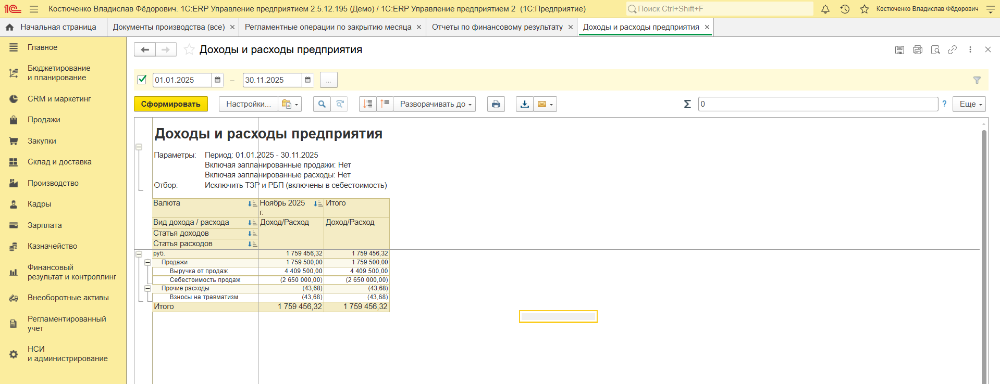 1С Костюченко Владислав Фёдорович. 1С:ERP Управление предприятием 2.5.12.195 (Демо) / 1С:ERP Управление предприятием 2 (1С:Предприятие) Поиск Ctrl+Shift+F Костюченко Владислав Фёдорович
Начальная страница Документы производства (все) × Регламентные операции по закрытию месяца × Отчеты по финансовому результату × Доходы и расходы предприятия ×
Главное
Бюджетирование
и планирование
CRM и маркетинг
Продажи
Закупки
Склад и доставка
Производство
Кадры
Зарплата
Казначейство
Финансовый
результат и контроллинг
Внеоборотные активы
Регламентированный
учет
НСИ
и администрирование
Доходы и расходы предприятия
01.01.2025 – 30.11.2025 ...
Сформировать Настройки... Разворачивать до Σ 0 ? Еще
Доходы и расходы предприятия
Параметры: Период: 01.01.2025 - 30.11.2025
Включая запланированные продажи: Нет
Включая запланированные расходы: Нет
Отбор: Исключить ТЗР и РБП (включены в себестоимость)
Валюта Ноябрь 2025 Итого
г.
Вид дохода / расхода Доход/Расход Доход/Расход
Статья доходов
Статья расходов
руб. 1 759 456,32 1 759 456,32
Продажи 1 759 500,00 1 759 500,00
Выручка от продаж 4 409 500,00 4 409 500,00
Себестоимость продаж (2 650 000,00) (2 650 000,00)
Прочие расходы (43,68) (43,68)
Взносы на травматизм (43,68) (43,68)
Итого 1 759 456,32 1 759 456,32